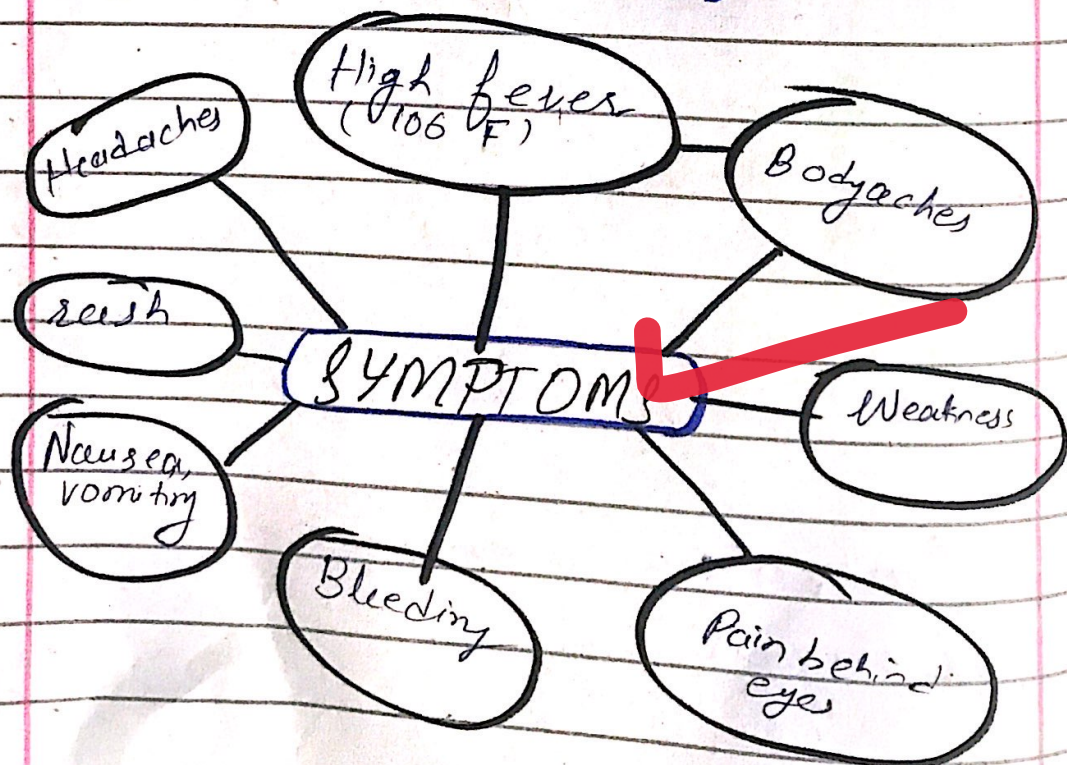 High fever
(106 F)
Headaches
Bodyaches
rash
SYMPTOMS
Weakness
Nausea,
vomiting
Bleeding
Pain behind
eyes